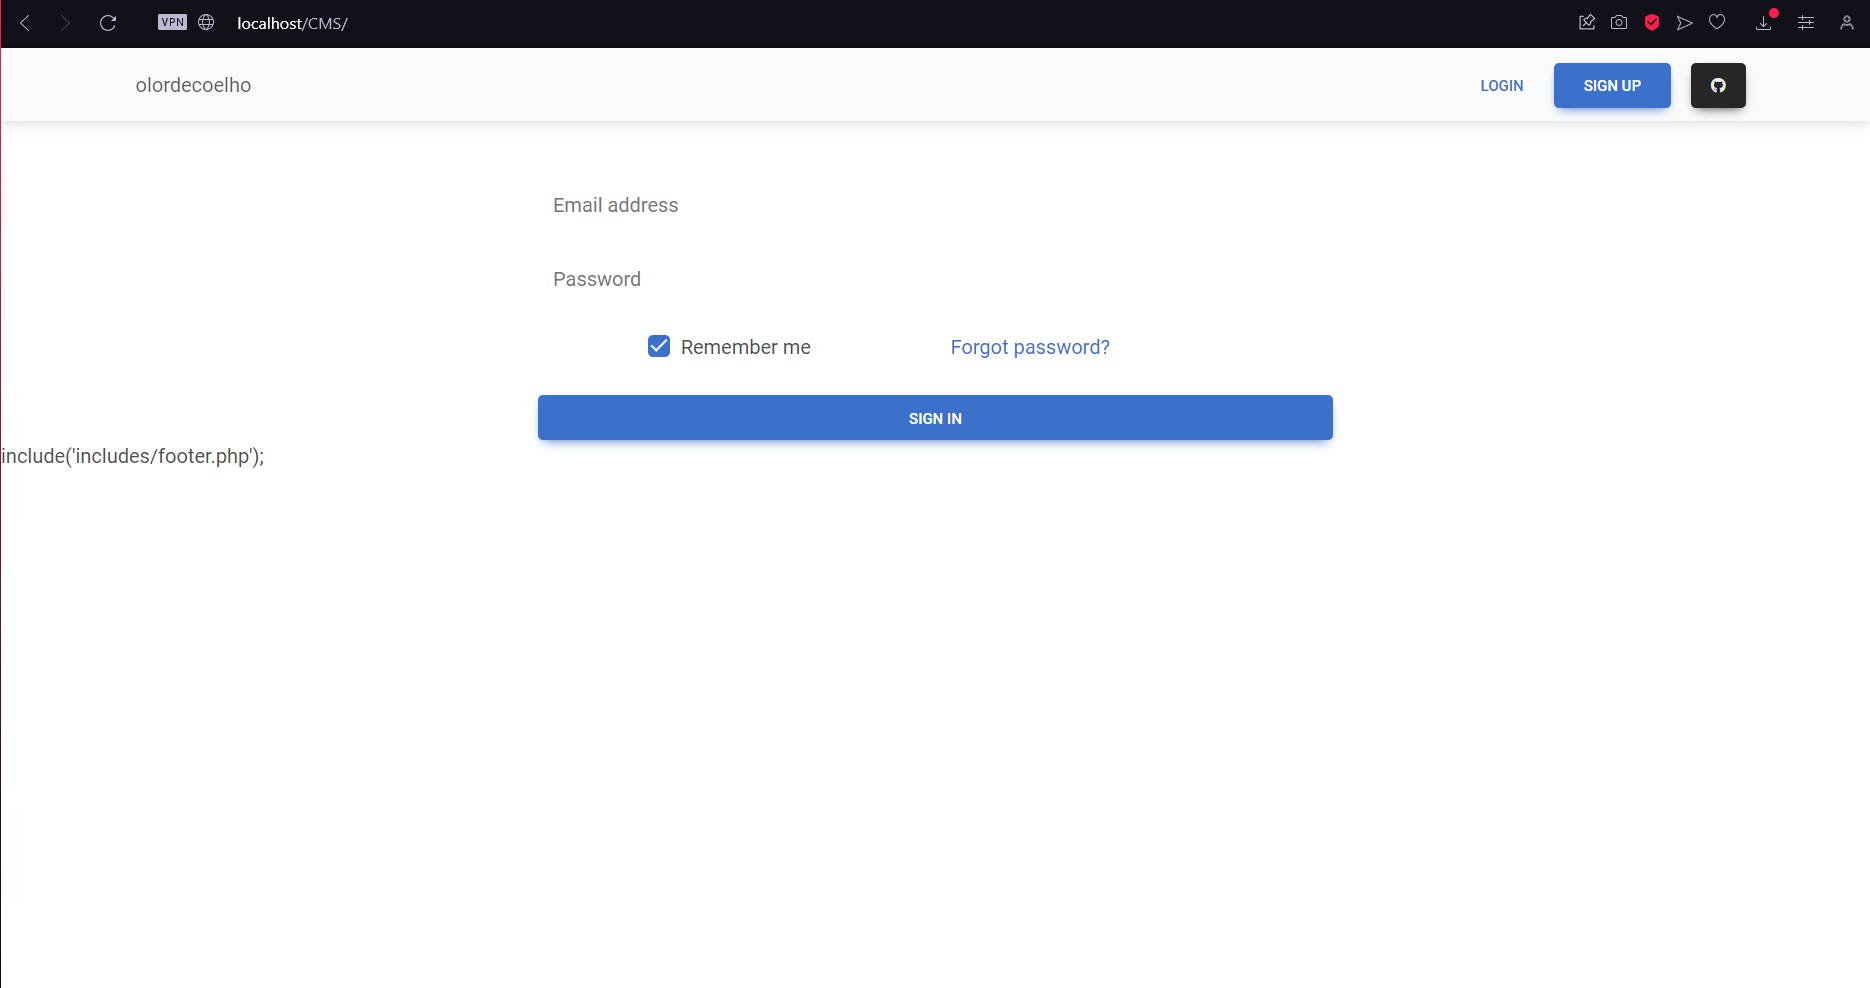 VPN localhost/CMS/
olordecoelho LOGIN SIGN UP
Email address
Password
Remember me Forgot password?
SIGN IN
include('includes/footer.php');